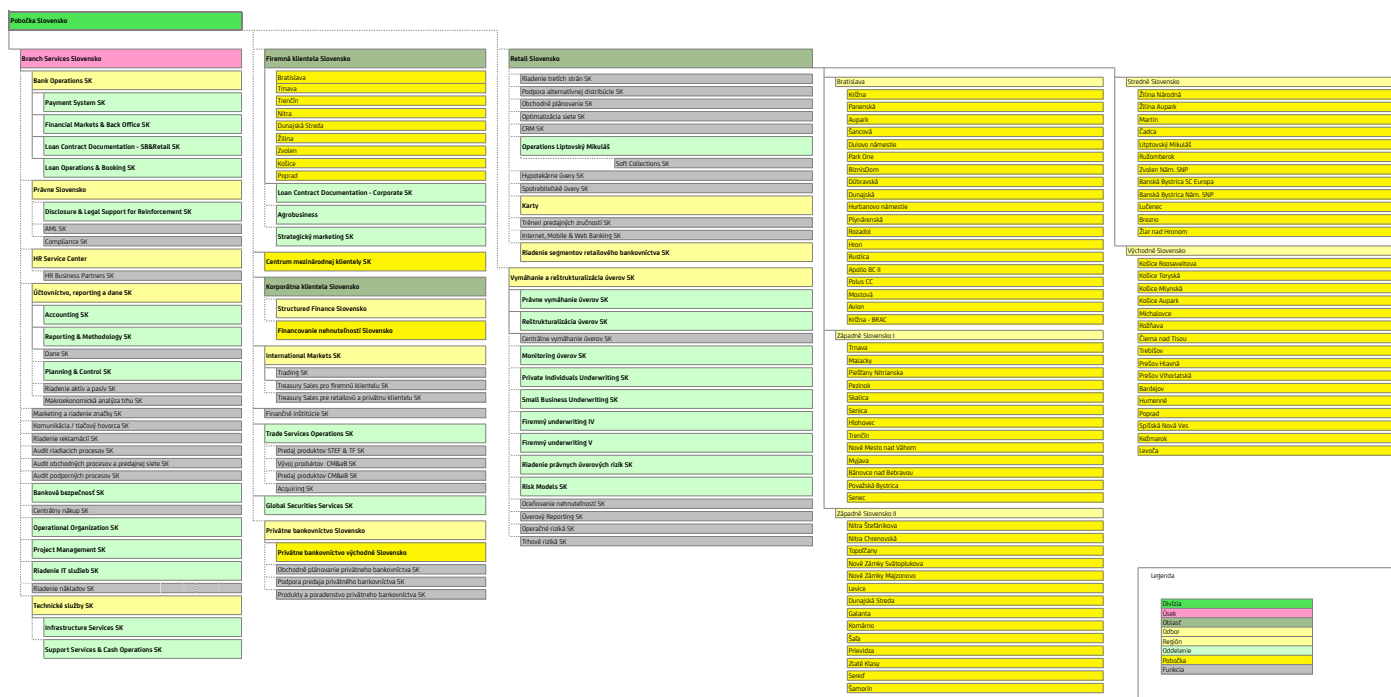 Pobočka Slovensko
Branch Services Slovensko
Bank Operations SK
Payment System SK
Financial Markets & Back Office SK
Loan Contract Documentation - SB&Retail SK
Loan Operations & Booking SK
Právne Slovensko
Disclosure & Legal Support for Reinforcement SK
AML SK
Compliance SK
HR Service Center
HR Business Partners SK
Účtovníctvo, reporting a dane SK
Accounting SK
Reporting & Methodology SK
Dane SK
Planning & Control SK
Riadenie aktív a pasív SK
Makroekonomická analýza trhu SK
Marketing a riadenie značky SK
Komunikácia / tlačový hovorca SK
Riadenie reklamácií SK
Audit riadiacich procesov SK
Audit obchodných procesov a predajnej siete SK
Audit podporných procesov SK
Banková bezpečnosť SK
Centrálny nákup SK
Operational Organization SK
Project Management SK
Riadenie IT služieb SK
Riadenie nákladov SK
Technické služby SK
Infrastructure Services SK
Support Services & Cash Operations SK
Firemná klientela Slovensko
Bratislava
Trnava
Trenčín
Nitra
Dunajská Streda
Žilina
Zvolen
Košice
Poprad
Loan Contract Documentation - Corporate SK
Agrobusiness
Strategický marketing SK
Centrum mezinárodnej klientely SK
Korporátna klientela Slovensko
Structured Finance Slovensko
Financovanie nehnuteľností Slovensko
International Markets SK
Trading SK
Treasury Sales pro firemnú klientelu SK
Treasury Sales pre retailovú a privátnu klientelu SK
Finančné inštitúcie SK
Trade Services Operations SK
Predaj produktov STEF & TF SK
Vývoj produktov CM&eB SK
Predaj produktov CM&eB SK
Acquiring SK
Global Securities Services SK
Privátne bankovníctvo Slovensko
Privátne bankovníctvo východné Slovensko
Obchodné plánovanie privátneho bankovníctva SK
Podpora predaja privátného bankovníctva SK
Produkty a poradenstvo privátneho bankovníctva SK
Retail Slovensko
Riadenie tretích strán SK
Podpora alternatívnej distribúcie SK
Obchodné plánovanie SK
Optimalizácia siete SK
CRM SK
Operations Liptovský Mikuláš
Soft Collections SK
Hypotekárne úvery SK
Spotrebiteľské úvery SK
Karty
Tréneri predajných zručností SK
Internet, Mobile & Web Banking SK
Riadenie segmentov retailového bankovníctva SK
Vymáhanie a reštrukturalizácia úverov SK
Právne vymáhanie úverov SK
Reštrukturalizácia úverov SK
Centrálne vymáhanie úverov SK
Monitoring úverov SK
Private Individuals Underwriting SK
Small Business Underwriting SK
Firemný underwriting IV
Firemný underwriting V
Riadenie právnych úverových rizík SK
Risk Models SK
Oceňovanie nehnuteľností SK
Úverový Reporting SK
Operačné riziká SK
Trhové riziká SK
Bratislava
Krížna
Panenská
Aupark
Šancová
Dulovo námestie
Park One
BiznisDom
Dúbravská
Dunajská
Hurbanovo námestie
Plynárenská
Rozadol
Hron
Rustica
Apollo BC II
Polus CC
Mostová
Avion
Krížna - BRAC
Západné Slovensko I
Trnava
Malacky
Piešťany Nitrianska
Pezinok
Skalica
Senica
Hlohovec
Trenčín
Nové Mesto nad Váhom
Myjava
Bánovce nad Bebravou
Považská Bystrica
Senec
Západné Slovensko II
Nitra Štefánikova
Nitra Chrenovská
Topoľčany
Nové Zámky Svätoplukova
Nové Zámky Majzonovo
Levice
Dunajská Streda
Galanta
Komárno
Šaľa
Prievidza
Zlaté Klasy
Sereď
Šamorín
Stredné Slovensko
Žilina Národná
Žilina Aupark
Martin
Čadca
Litptovský Mikuláš
Ružomberok
Zvolen Nám. SNP
Banská Bystrica SC Europa
Banská Bystrica Nám. SNP
Lučenec
Brezno
Žiar nad Hronom
Východné Slovensko
Košice Rooseveltova
Košice Toryská
Košice Mlynská
Košice Aupark
Michalovce
Rožňava
Čierna nad Tisou
Trebišov
Prešov Hlavná
Prešov Vihorlatská
Bardejov
Humenné
Poprad
Spišská Nová Ves
Kežmarok
Levoča
Legenda
Divízia
Úsek
Oblasť
Odbor
Región
Oddelenie
Pobočka
Funkcia